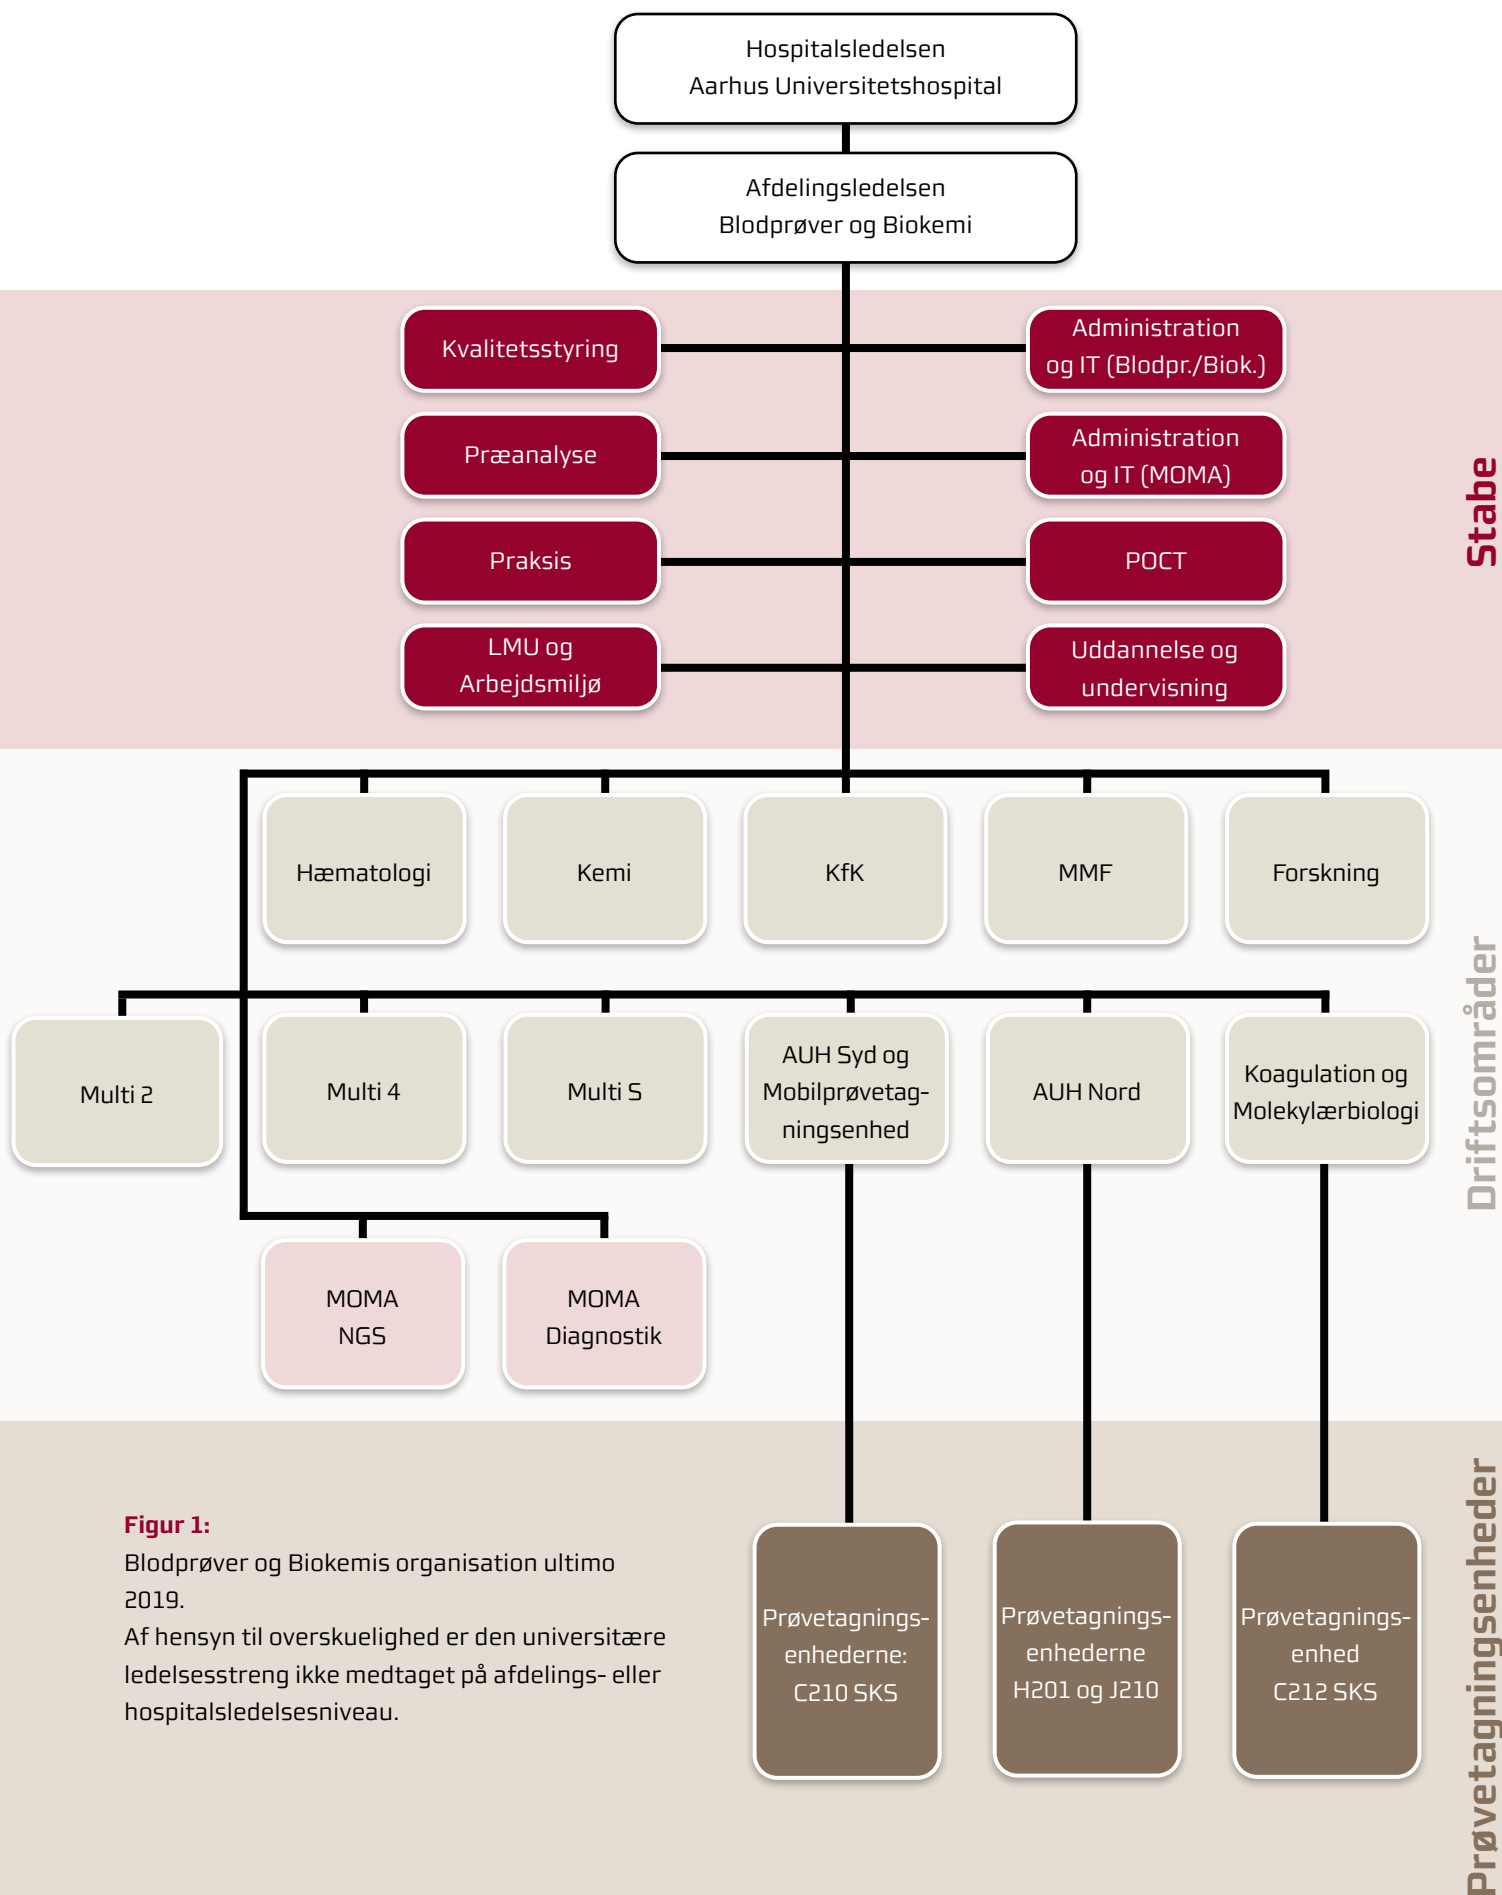 Hospitalsledelsen
Aarhus Universitetshospital
Afdelingsledelsen
Blodprøver og Biokemi
Kvalitetsstyring
Administration
og IT (Blodpr./Biok.)
Præanalyse
Administration
og IT (MOMA)
Praksis
POCT
LMU og
Arbejdsmiljø
Uddannelse og
undervisning
Stabe
Hæmatologi
Kemi
KfK
MMF
Forskning
Multi 2
Multi 4
Multi 5
AUH Syd og
Mobilprøvetag-
ningsenhed
AUH Nord
Koagulation og
Molekylærbiologi
MOMA
NGS
MOMA
Diagnostik
Driftsområder
Figur 1:
Blodprøver og Biokemis organisation ultimo
2019.
Af hensyn til overskuelighed er den universitære
ledelsesstreng ikke medtaget på afdelings- eller
hospitalsledelsesniveau.
Prøvetagnings-
enhederne:
C210 SKS
Prøvetagnings-
enhederne
H201 og J210
Prøvetagnings-
enhed
C212 SKS
Prøvetagningsenheder